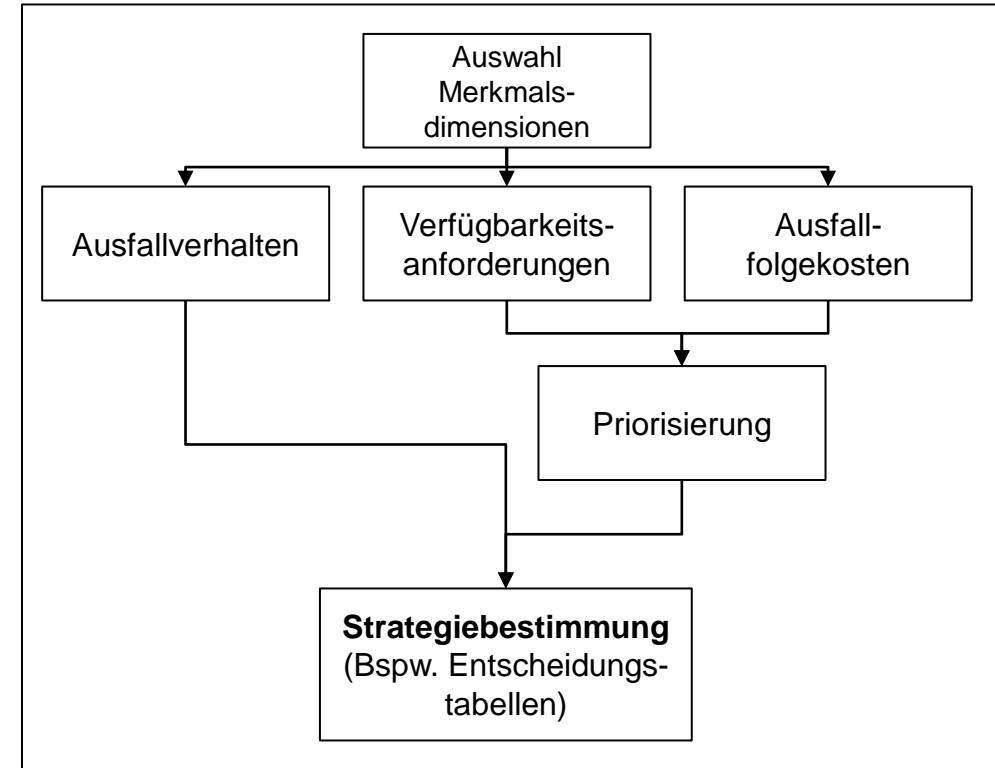 Auswahl
Merkmals-
dimensionen
Ausfallverhalten
Verfügbarkeits-
anforderungen
Ausfall-
folgekosten
Priorisierung
Strategiebestimmung
(Bspw. Entscheidungs-
tabellen)